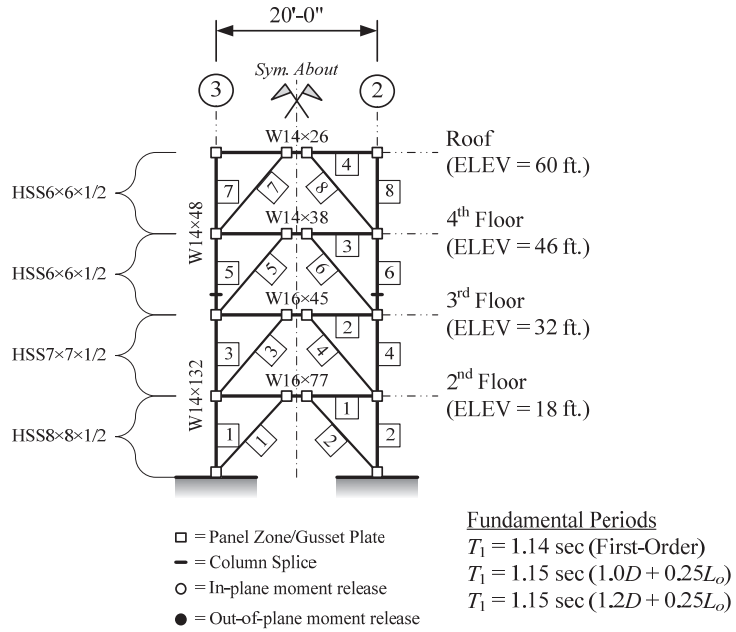 20'-0"
Sym. About
3
2
W14×26
Roof
(ELEV = 60 ft.)
4
HSS6×6×1/2
7
7
8
8
W14×48
W14×38
4th Floor
(ELEV = 46 ft.)
3
HSS6×6×1/2
5
5
6
6
W16×45
3rd Floor
(ELEV = 32 ft.)
2
HSS7×7×1/2
3
3
4
4
W14×132
W16×77
2nd Floor
(ELEV = 18 ft.)
1
HSS8×8×1/2
1
1
2
2
= Panel Zone/Gusset Plate
= Column Splice
= In-plane moment release
= Out-of-plane moment release
Fundamental Periods
T1 = 1.14 sec (First-Order)
T1 = 1.15 sec (1.0D + 0.25Lo)
T1 = 1.15 sec (1.2D + 0.25Lo)